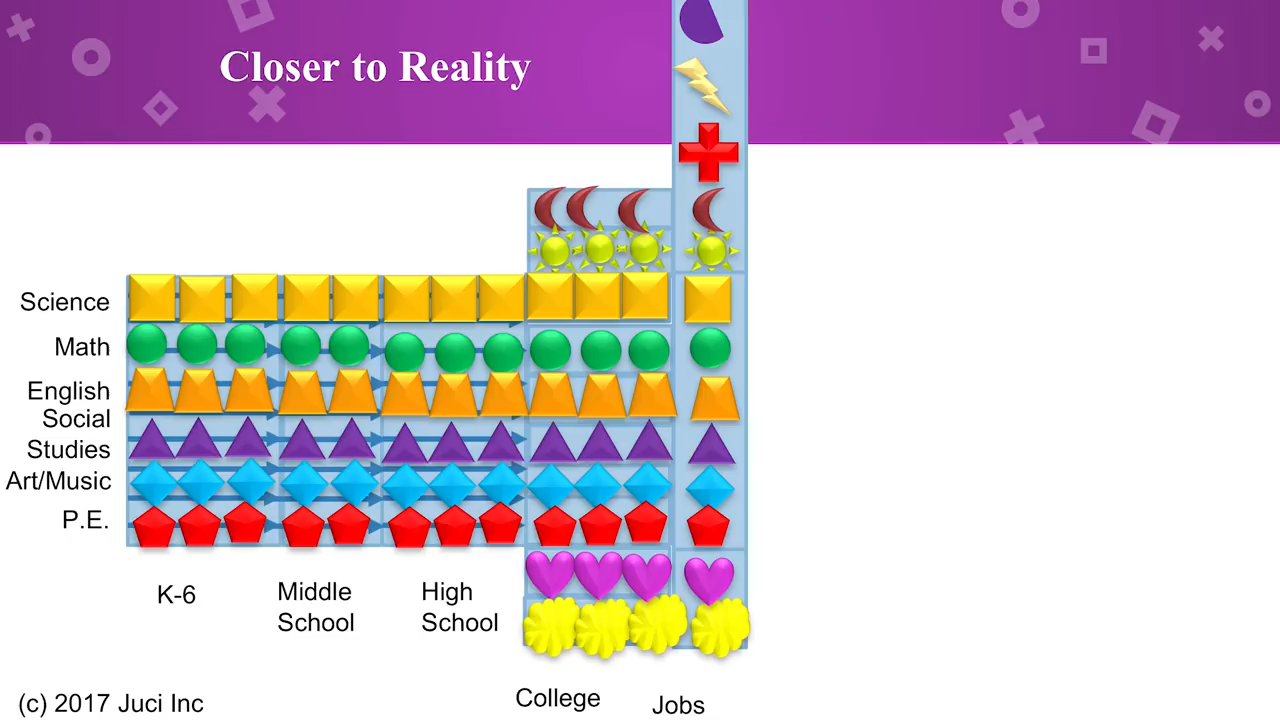 Closer to Reality
Science
Math
English
Social
Studies
Art/Music
P.E.
K-6
Middle
School
High
School
College
Jobs
(c) 2017 Juci Inc